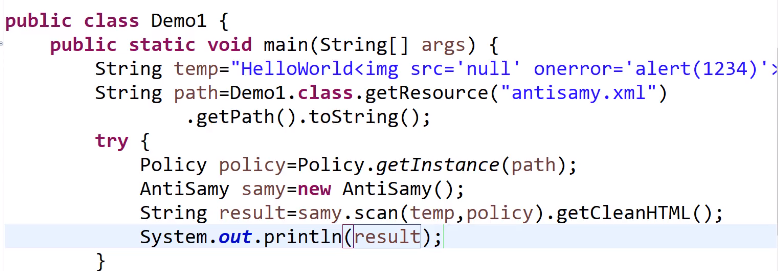 public class Demo1 {
    public static void main(String[] args) {
        String temp="HelloWorld<img src='null' onerror='alert(1234)'>
        String path=Demo1.class.getResource("antisamy.xml")
                .getPath().toString();
        try {
            Policy policy=Policy.getInstance(path);
            AntiSamy samy=new AntiSamy();
            String result=samy.scan(temp,policy).getCleanHTML();
            System.out.println(result);
        }